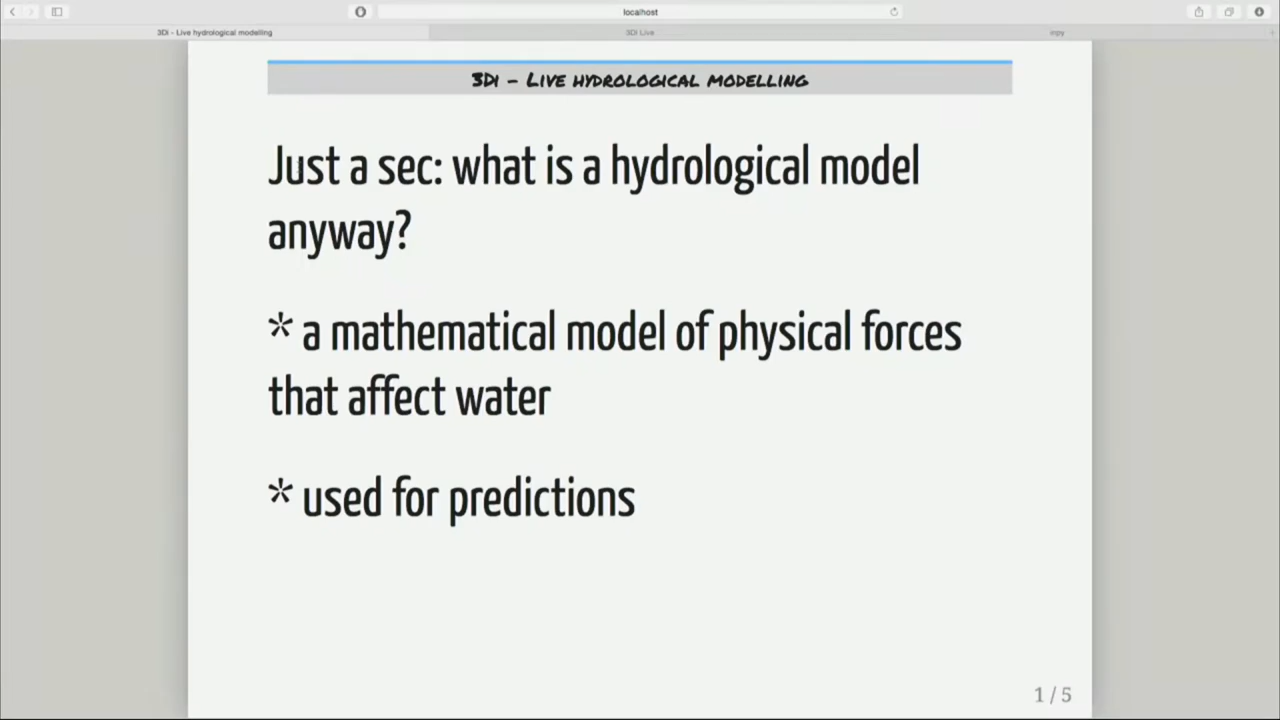 localhost
3Di - Live hydrological modelling
3Di Live
3Di – Live hydrological modelling
Just a sec: what is a hydrological model
anyway?
* a mathematical model of physical forces
that affect water
* used for predictions
1 / 5